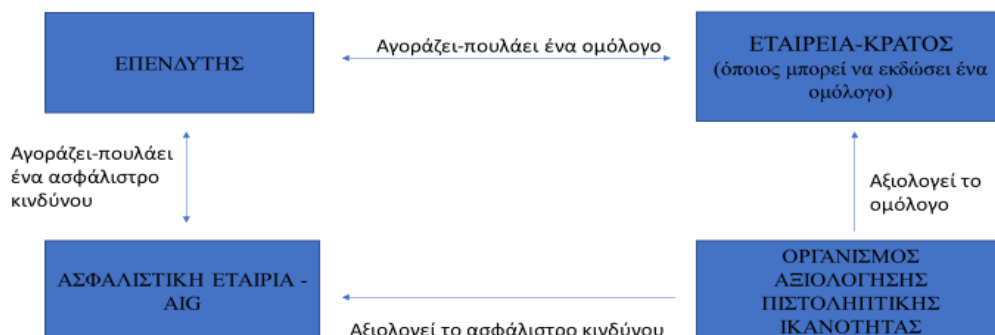 ΕΠΕΝΔΥΤΗΣ
Αγοράζει-πουλάει ένα ομόλογο
ΕΤΑΙΡΕΙΑ-ΚΡΑΤΟΣ
(όποιος μπορεί να εκδώσει ένα
ομόλογο)
Αγοράζει-πουλάει
ένα ασφάλιστρο
κινδύνου
Αξιολογεί το
ομόλογο
ΑΣΦΑΛΙΣΤΙΚΗ ΕΤΑΙΡΙΑ -
AIG
ΟΡΓΑΝΙΣΜΟΣ
ΑΞΙΟΛΟΓΗΣΗΣ
ΠΙΣΤΟΛΗΠΤΙΚΗΣ
ΙΚΑΝΟΤΗΤΑΣ
Αξιολογεί το ασφάλιστρο κινδύνου